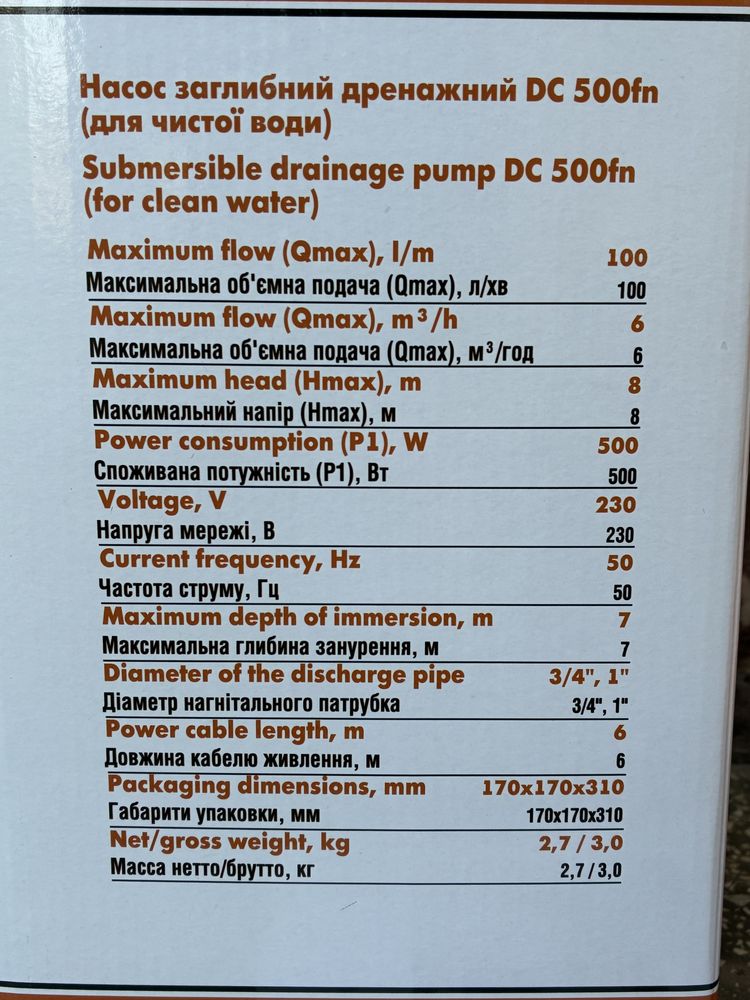 Насос заглибний дренажний DC 500fn
(для чистої води)
Submersible drainage pump DC 500fn
(for clean water)
Maximum flow (Qmax), l/m 100
Максимальна об'ємна подача (Qmax), л/хв 100
Maximum flow (Qmax), m³/h 6
Максимальна об'ємна подача (Qmax), м³/год 6
Maximum head (Hmax), m 8
Максимальний напір (Hmax), м 8
Power consumption (P1), W 500
Споживана потужність (P1), Вт 500
Voltage, V 230
Напруга мережі, В 230
Current frequency, Hz 50
Частота струму, Гц 50
Maximum depth of immersion, m 7
Максимальна глибина занурення, м 7
Diameter of the discharge pipe 3/4", 1"
Діаметр нагнітального патрубка 3/4", 1"
Power cable length, m 6
Довжина кабелю живлення, м 6
Packaging dimensions, mm 170x170x310
Габарити упаковки, мм 170x170x310
Net/gross weight, kg 2,7 / 3,0
Масса нетто/брутто, кг 2,7 / 3,0